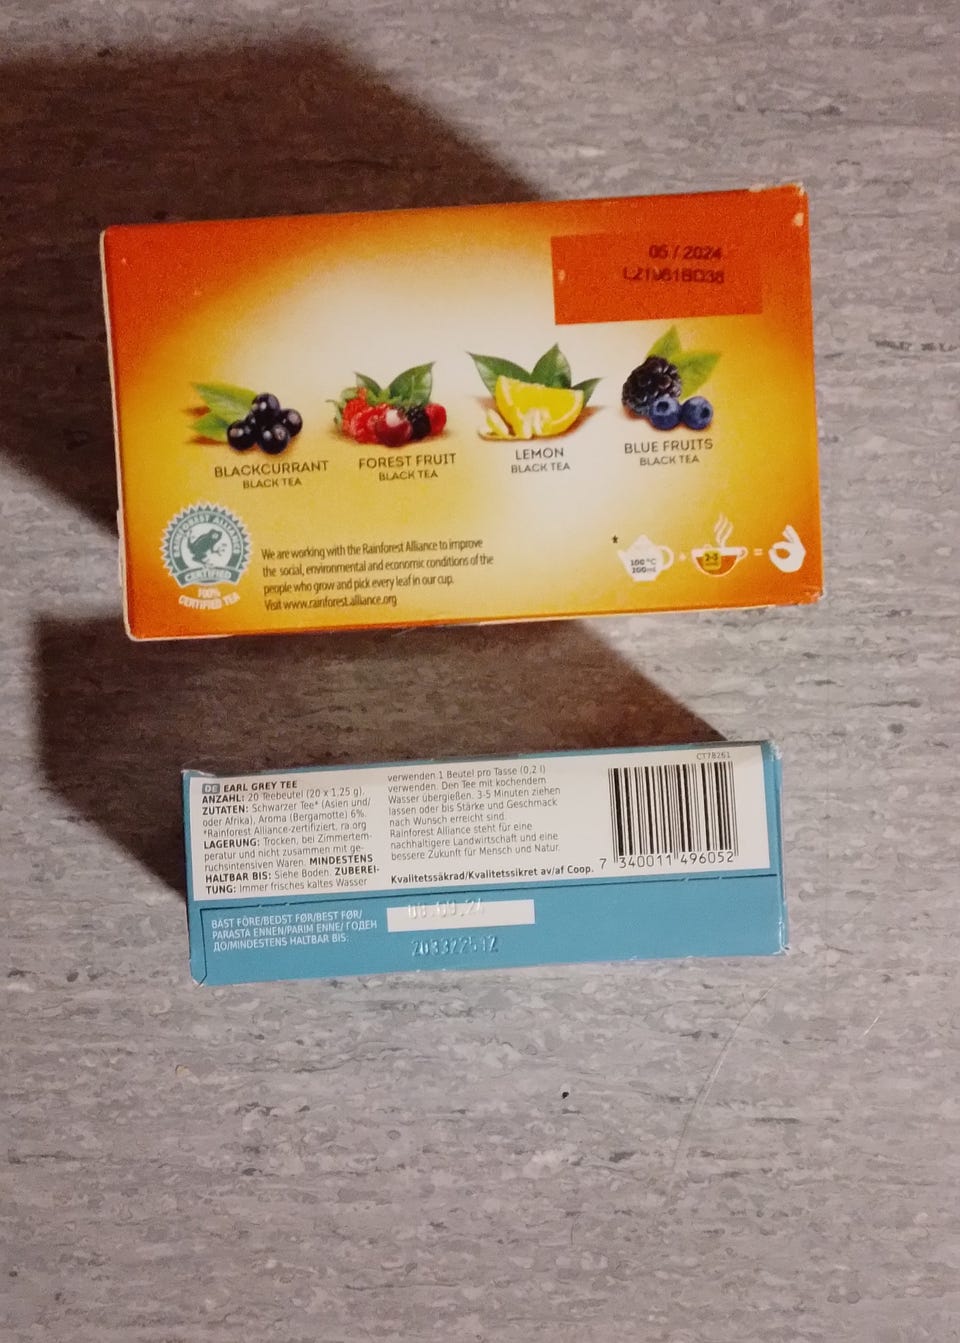 05 / 2024
BLACKCURRANT
BLACK TEA
FOREST FRUIT
BLACK TEA
LEMON
BLACK TEA
BLUE FRUITS
BLACK TEA
RAINFOREST ALLIANCE
CERTIFIED
100%
CERTIFIED TEA
We are working with the Rainforest Alliance to improve
the social, environmental and economic conditions of the
people who grow and pick every leaf in our cup.
Visit www.rainforest.alliance.org
*
100 °C
200ml
+
2-3
=
DE EARL GREY TEE
ANZAHL: 20 Teebeutel (20 x 1,25 g).
ZUTATEN: Schwarzer Tee* (Asien und/
oder Afrika), Aroma (Bergamotte) 6%.
*Rainforest Alliance-zertifiziert. ra.org
LAGERUNG: Trocken, bei Zimmertem-
peratur und nicht zusammen mit ge-
ruchsintensiven Waren. MINDESTENS
HALTBAR BIS: Siehe Boden. ZUBEREI-
TUNG: Immer frisches kaltes Wasser
verwenden.1 Beutel pro Tasse (0,2 l)
verwenden. Den Tee mit kochendem
Wasser übergießen. 3-5 Minuten ziehen
lassen oder bis Stärke und Geschmack
nach Wunsch erreicht sind.
Rainforest Alliance steht für eine
nachhaltigere Landwirtschaft und eine
bessere Zukunft für Mensch und Natur.
Kvalitetssäkrad/Kvalitetssikret av/af Coop.
CT78261
7 340011 496052
BÄST FÖRE/BEDST FØR/BEST FØR/
PARASTA ENNEN/PARIM ENNE/ ГОДЕН
ДО/MINDESTENS HALTBAR BIS: